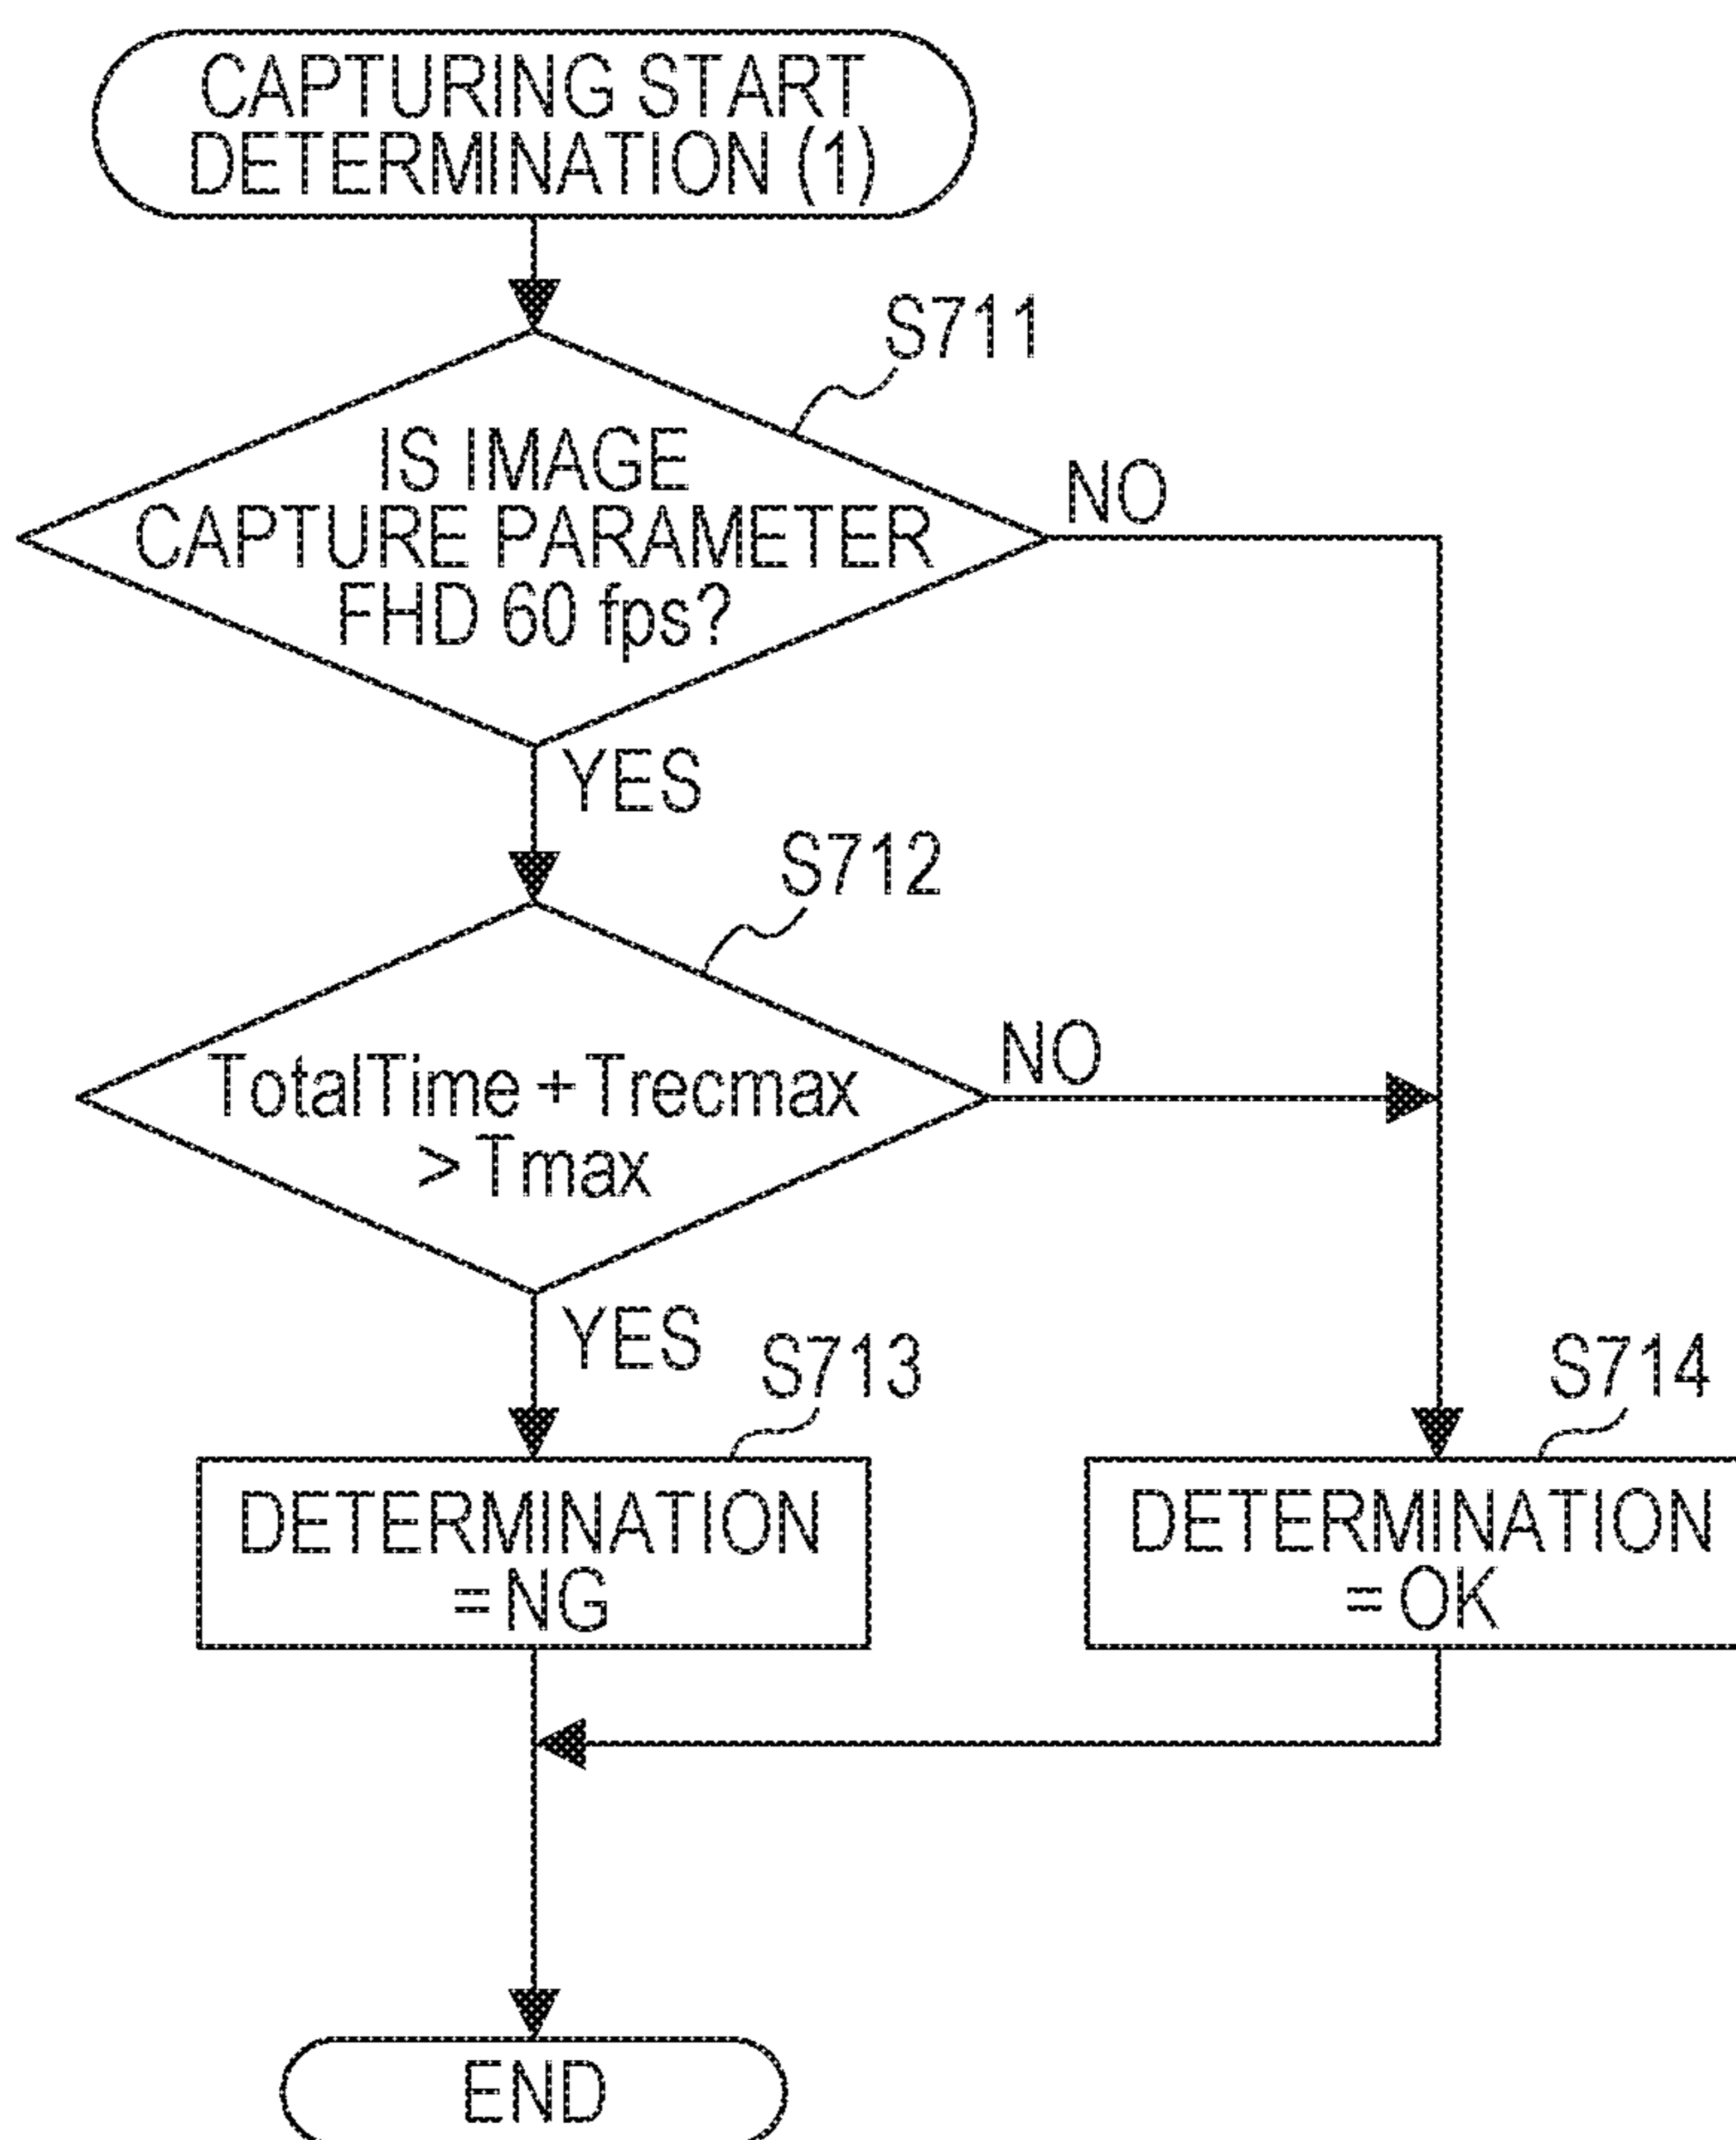 CAPTURING START
DETERMINATION (1)
S711
IS IMAGE
CAPTURE PARAMETER
FHD 60 fps?
NO
YES
S712
TotalTime + Trecmax
> Tmax
NO
YES
S713
S714
DETERMINATION
= NG
DETERMINATION
= OK
END